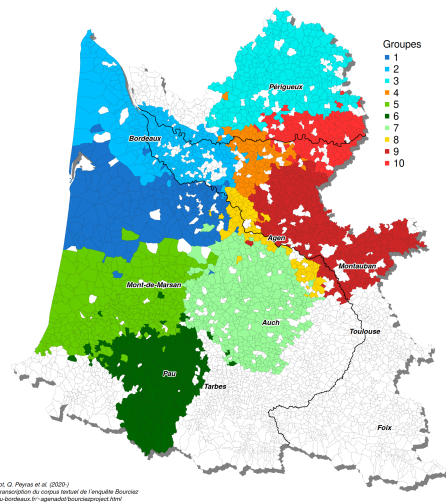 Groupes
1
2
3
4
5
6
7
8
9
10
Périgueux
Bordeaux
Agen
Montauban
Mont-de-Marsan
Auch
Toulouse
Pau
Tarbes
Foix
ot, Q. Peyras et al. (2020-)
transcription du corpus textuel de l'enquête Bourciez
u-bordeaux.fr/~agenadot/bourciezproject.html